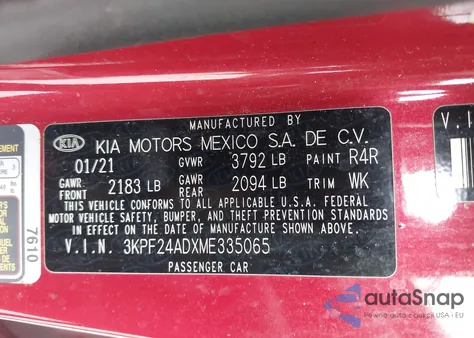 MANUFACTURED BY
KIA KIA MOTORS MEXICO S.A. DE C.V.
01/21 GVWR 3792 LB PAINT R4R
GAWR FRONT 2183 LB GAWR REAR 2094 LB TRIM WK
THIS VEHICLE CONFORMS TO ALL APPLICABLE U.S.A. FEDERAL
MOTOR VEHICLE SAFETY, BUMPER, AND THEFT PREVENTION STANDARDS
IN EFFECT ON THE DATE OF MANUFACTURE SHOWN ABOVE.
V.I.N. 3KPF24ADXME335065
PASSENGER CAR
7610
V.I
autoSnap